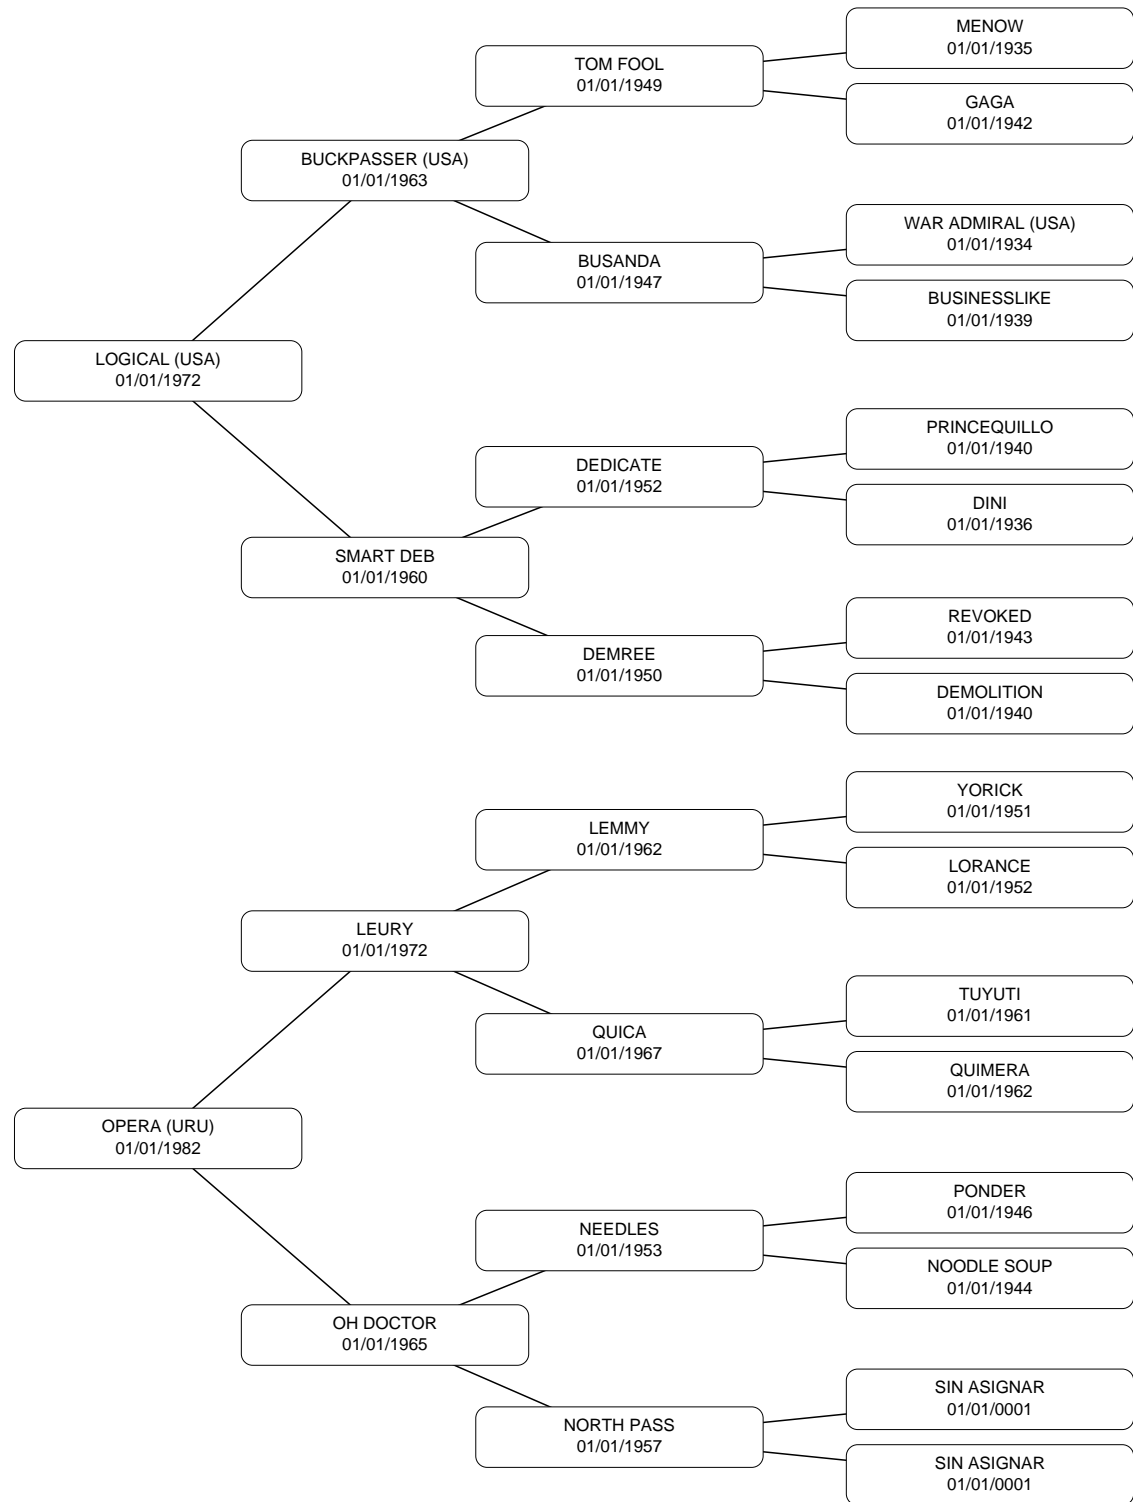 MENOW
01/01/1935
TOM FOOL
01/01/1949
GAGA
01/01/1942
BUCKPASSER (USA)
01/01/1963
WAR ADMIRAL (USA)
01/01/1934
BUSANDA
01/01/1947
BUSINESSLIKE
01/01/1939
LOGICAL (USA)
01/01/1972
PRINCEQUILLO
01/01/1940
DEDICATE
01/01/1952
DINI
01/01/1936
SMART DEB
01/01/1960
REVOKED
01/01/1943
DEMREE
01/01/1950
DEMOLITION
01/01/1940
YORICK
01/01/1951
LEMMY
01/01/1962
LORANCE
01/01/1952
LEURY
01/01/1972
TUYUTI
01/01/1961
QUICA
01/01/1967
QUIMERA
01/01/1962
OPERA (URU)
01/01/1982
PONDER
01/01/1946
NEEDLES
01/01/1953
NOODLE SOUP
01/01/1944
OH DOCTOR
01/01/1965
SIN ASIGNAR
01/01/0001
NORTH PASS
01/01/1957
SIN ASIGNAR
01/01/0001